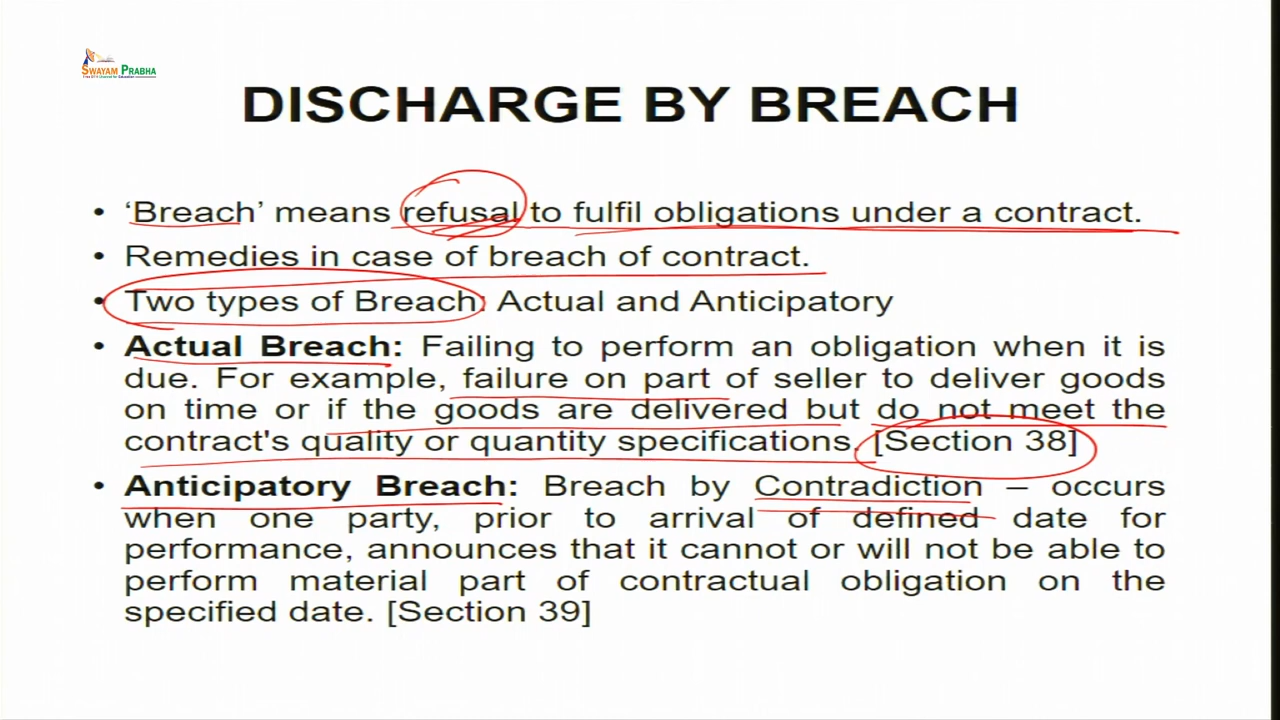 SWAYAM PRABHA
DISCHARGE BY BREACH
• ‘Breach’ means refusal to fulfil obligations under a contract.
• Remedies in case of breach of contract.
• Two types of Breach: Actual and Anticipatory
• Actual Breach: Failing to perform an obligation when it is
due. For example, failure on part of seller to deliver goods
on time or if the goods are delivered but do not meet the
contract's quality or quantity specifications. [Section 38]
• Anticipatory Breach: Breach by Contradiction – occurs
when one party, prior to arrival of defined date for
performance, announces that it cannot or will not be able to
perform material part of contractual obligation on the
specified date. [Section 39]